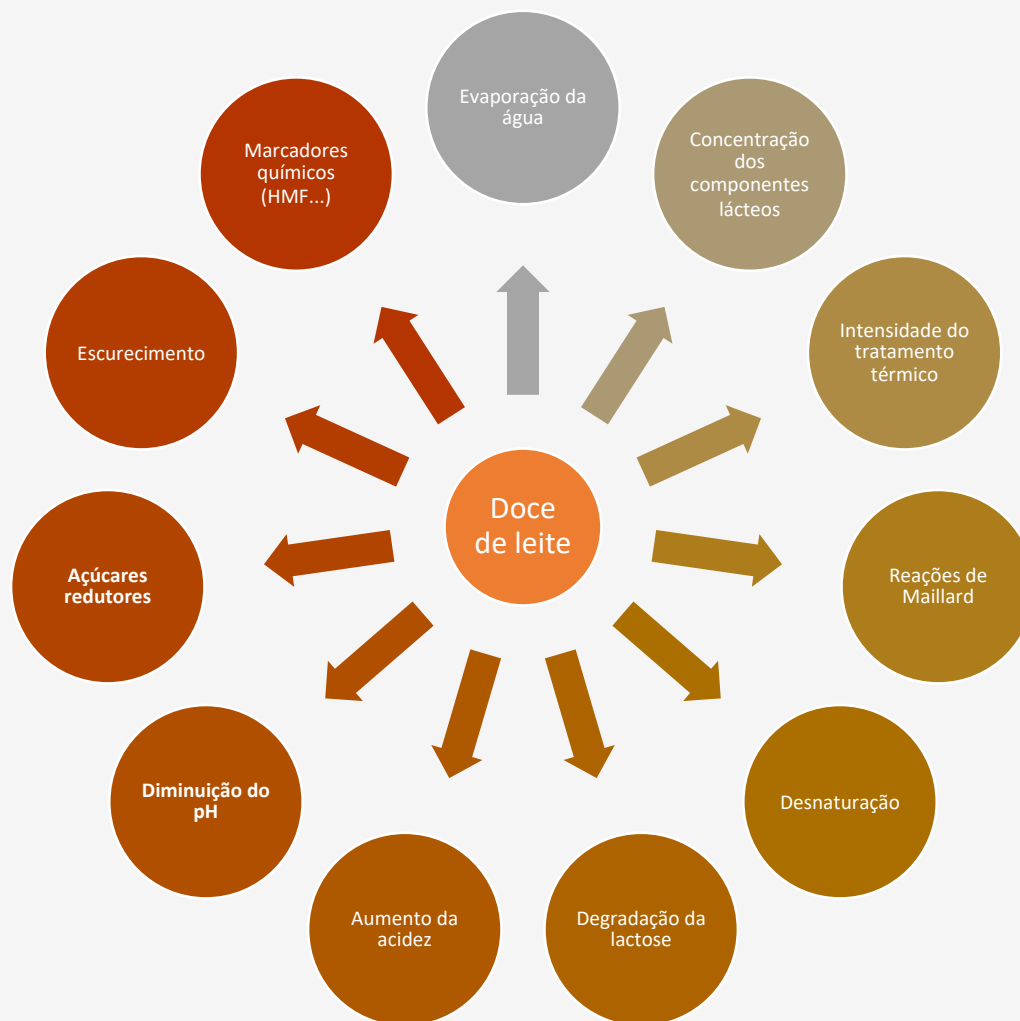 Evaporação da
água
Concentração
dos
componentes
lácteos
Intensidade do
tratamento
térmico
Reações de
Maillard
Desnaturação
Degradação da
lactose
Aumento da
acidez
Diminuição do
pH
Açúcares
redutores
Escurecimento
Marcadores
químicos
(HMF...)
Doce
de leite